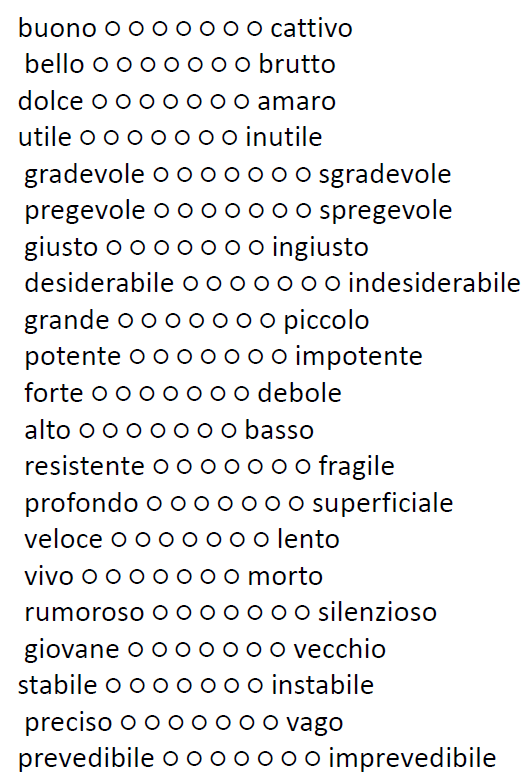 buono ○ ○ ○ ○ ○ ○ ○ cattivo
bello ○ ○ ○ ○ ○ ○ ○ brutto
dolce ○ ○ ○ ○ ○ ○ ○ amaro
utile ○ ○ ○ ○ ○ ○ ○ inutile
gradevole ○ ○ ○ ○ ○ ○ ○ sgradevole
pregevole ○ ○ ○ ○ ○ ○ ○ spregevole
giusto ○ ○ ○ ○ ○ ○ ○ ingiusto
desiderabile ○ ○ ○ ○ ○ ○ ○ indesiderabile
grande ○ ○ ○ ○ ○ ○ ○ piccolo
potente ○ ○ ○ ○ ○ ○ ○ impotente
forte ○ ○ ○ ○ ○ ○ ○ debole
alto ○ ○ ○ ○ ○ ○ ○ basso
resistente ○ ○ ○ ○ ○ ○ ○ fragile
profondo ○ ○ ○ ○ ○ ○ ○ superficiale
veloce ○ ○ ○ ○ ○ ○ ○ lento
vivo ○ ○ ○ ○ ○ ○ ○ morto
rumoroso ○ ○ ○ ○ ○ ○ ○ silenzioso
giovane ○ ○ ○ ○ ○ ○ ○ vecchio
stabile ○ ○ ○ ○ ○ ○ ○ instabile
preciso ○ ○ ○ ○ ○ ○ ○ vago
prevedibile ○ ○ ○ ○ ○ ○ ○ imprevedibile